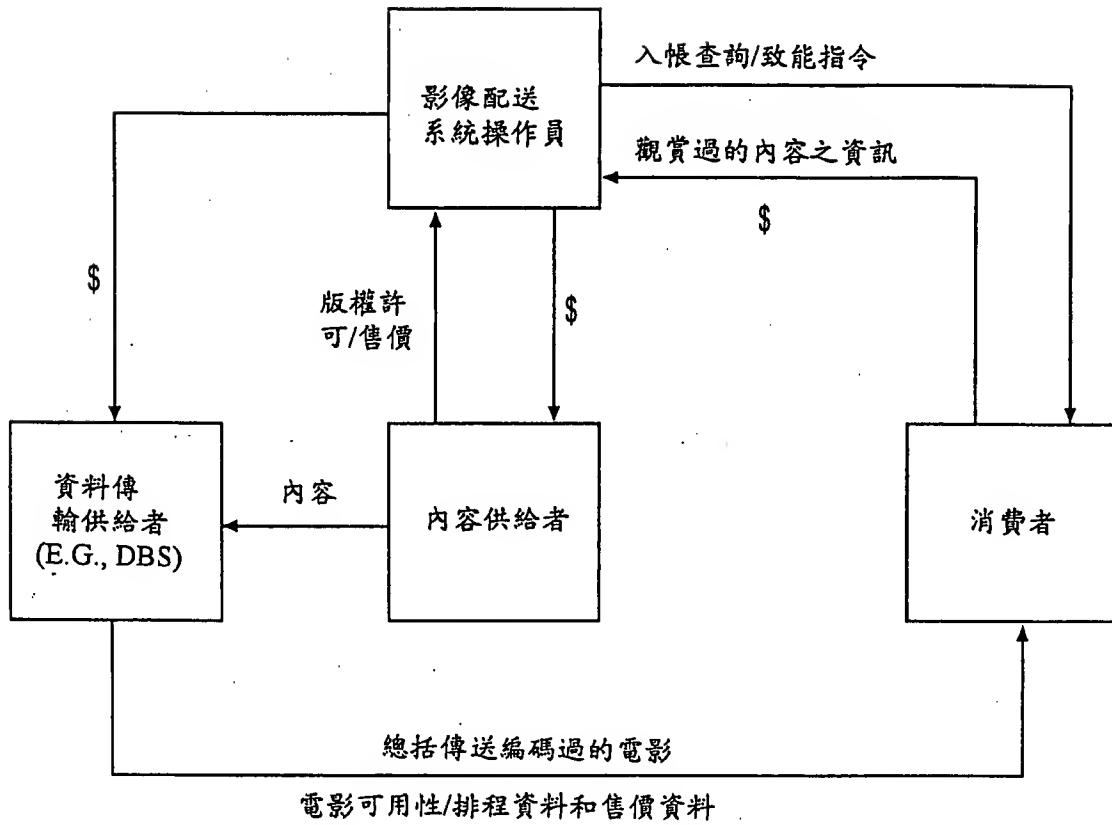 入帳查詢/致能指令
影像配送
系統操作員
觀賞過的內容之資訊
$
$
版權許
可/售價
$
資料傳
輸供給者
(E.G., DBS)
內容
內容供給者
消費者
總括傳送編碼過的電影
電影可用性/排程資料和售價資料